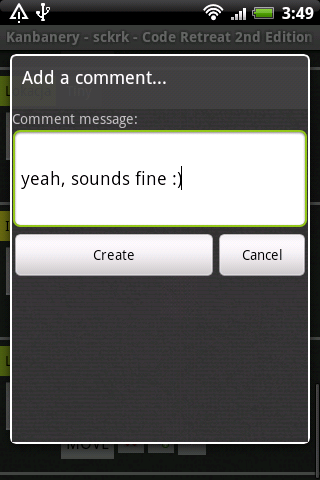 3:49
Kanbanery - sckrk - Code Retreat 2nd Edition
Add a comment...
Comment message:
yeah, sounds fine :)
Create
Cancel
MOVE